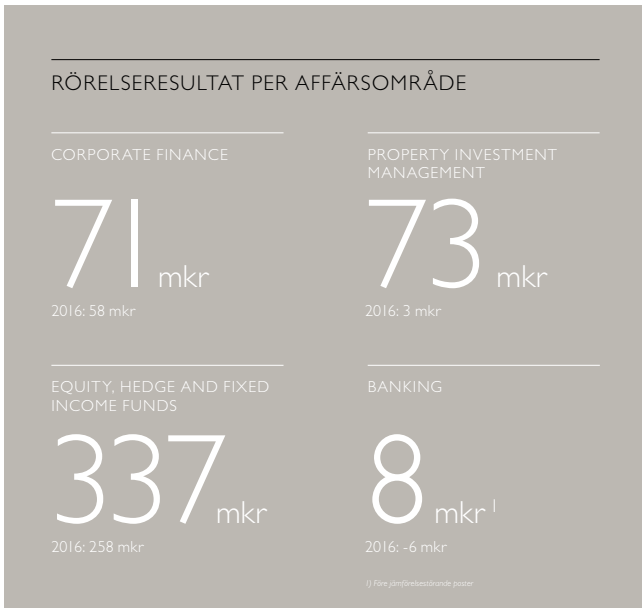 RÖRELSERESULTAT PER AFFÄRSOMRÅDE
CORPORATE FINANCE
71 mkr
2016: 58 mkr
PROPERTY INVESTMENT
MANAGEMENT
73 mkr
2016: 3 mkr
EQUITY, HEDGE AND FIXED
INCOME FUNDS
337 mkr
2016: 258 mkr
BANKING
8 mkr 1
2016: -6 mkr
1) Före jämförelsestörande poster